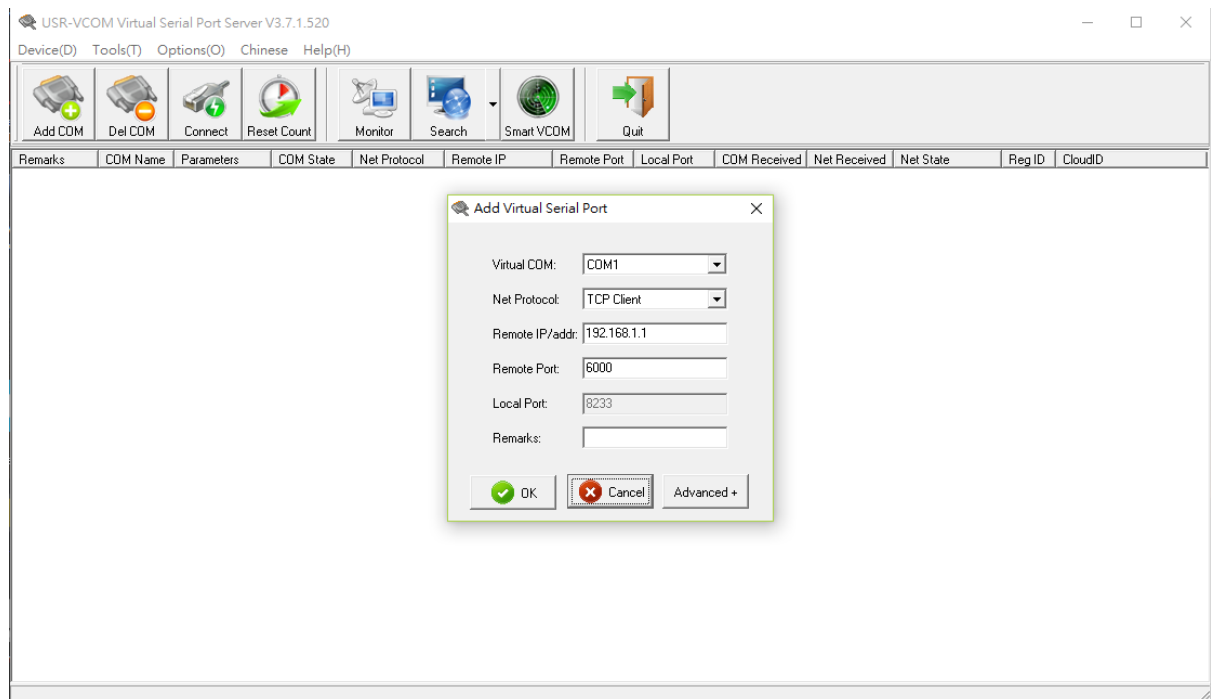 USR-VCOM Virtual Serial Port Server V3.7.1.520
Device(D) Tools(T) Options(O) Chinese Help(H)
Add COM Del COM Connect Reset Count Monitor Search Smart VCOM Quit
Remarks COM Name Parameters COM State Net Protocol Remote IP Remote Port Local Port COM Received Net Received Net State Reg ID CloudID
Add Virtual Serial Port
Virtual COM: COM1
Net Protocol: TCP Client
Remote IP/addr: 192.168.1.1
Remote Port: 6000
Local Port: 8233
Remarks:
OK Cancel Advanced +